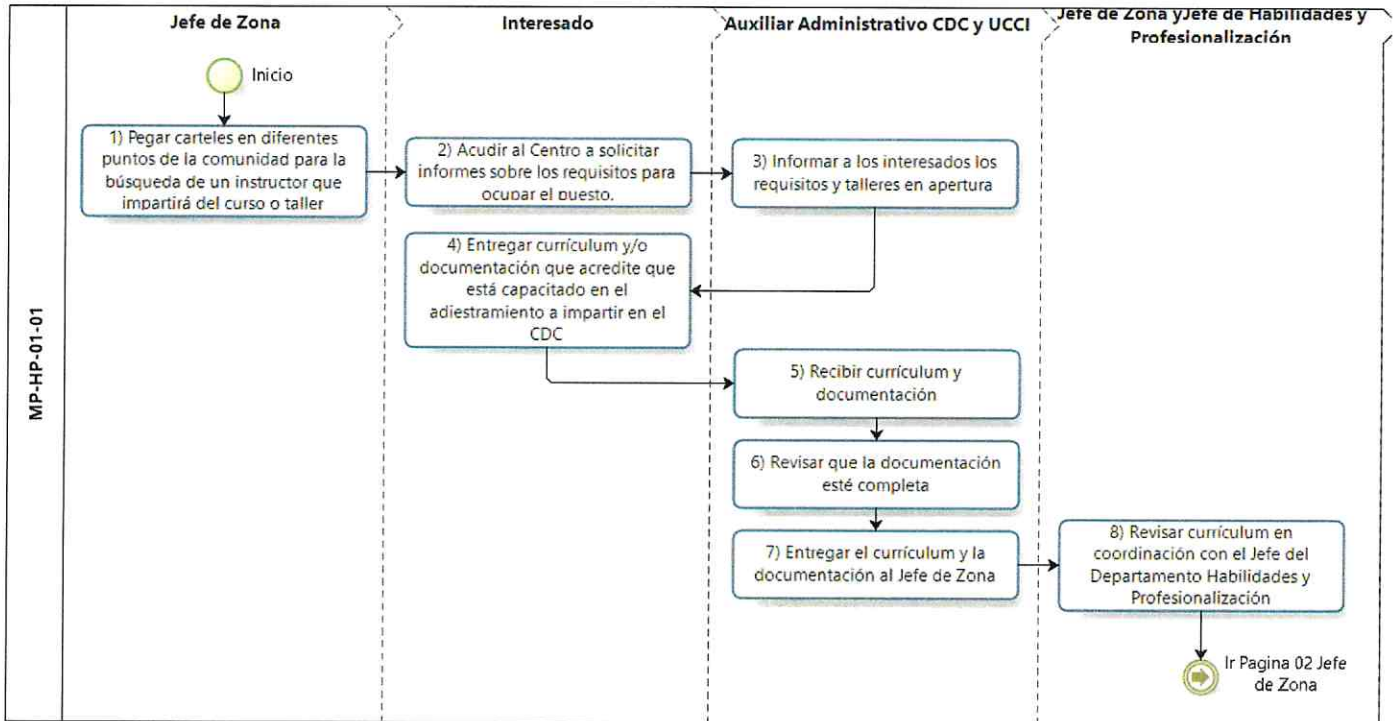 Jefe de Zona
Interesado
Auxiliar Administrativo CDC y UCCI
Jefe de Zona yJefe de Habilidades y
Profesionalización
MP-HP-01-01
Inicio
1) Pegar carteles en diferentes
puntos de la comunidad para la
búsqueda de un instructor que
impartirá del curso o taller
2) Acudir al Centro a solicitar
informes sobre los requisitos para
ocupar el puesto.
3) Informar a los interesados los
requisitos y talleres en apertura
4) Entregar currículum y/o
documentación que acredite que
está capacitado en el
adiestramiento a impartir en el
CDC
5) Recibir currículum y
documentación
6) Revisar que la documentación
esté completa
7) Entregar el currículum y la
documentación al Jefe de Zona
8) Revisar currículum en
coordinación con el Jefe del
Departamento Habilidades y
Profesionalización
Ir Pagina 02 Jefe
de Zona